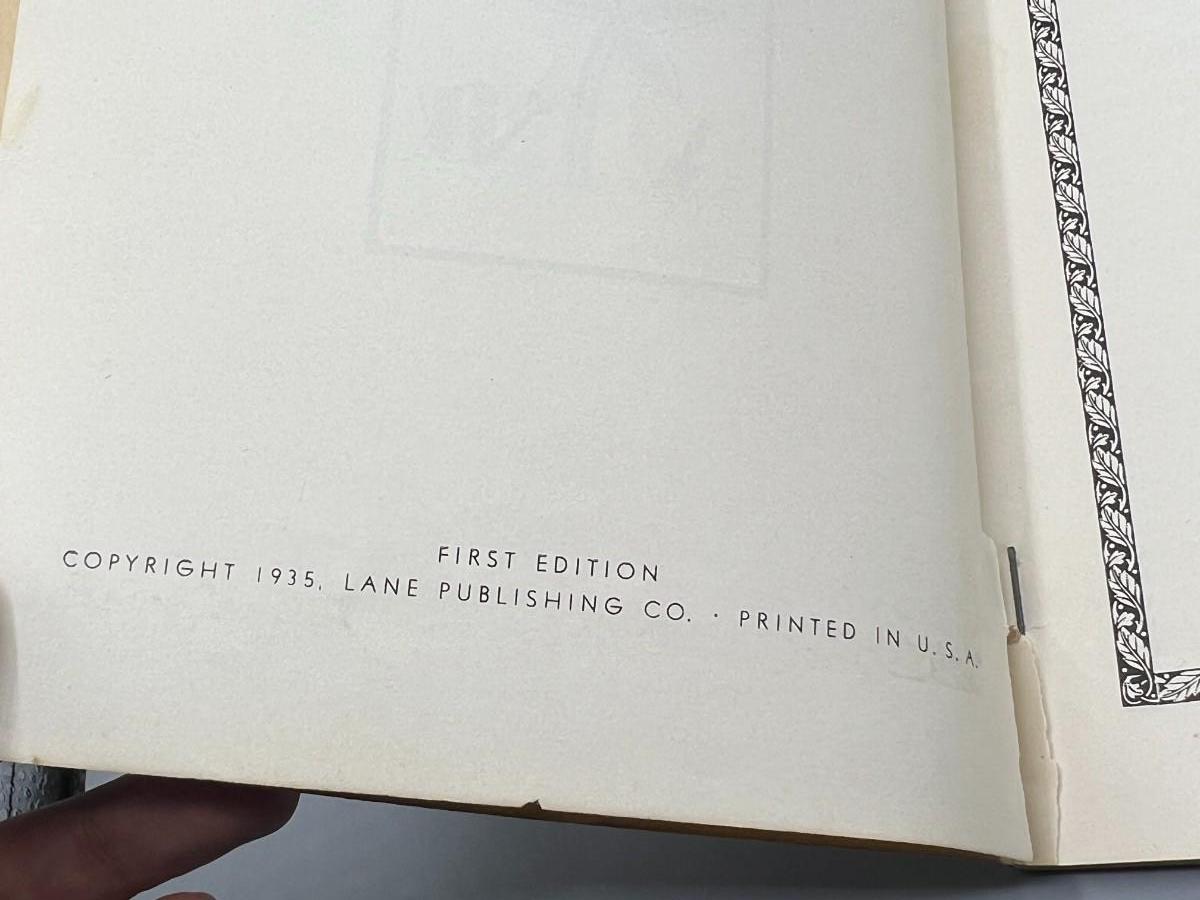 FIRST EDITION
COPYRIGHT 1935, LANE PUBLISHING CO. · PRINTED IN U.S.A.